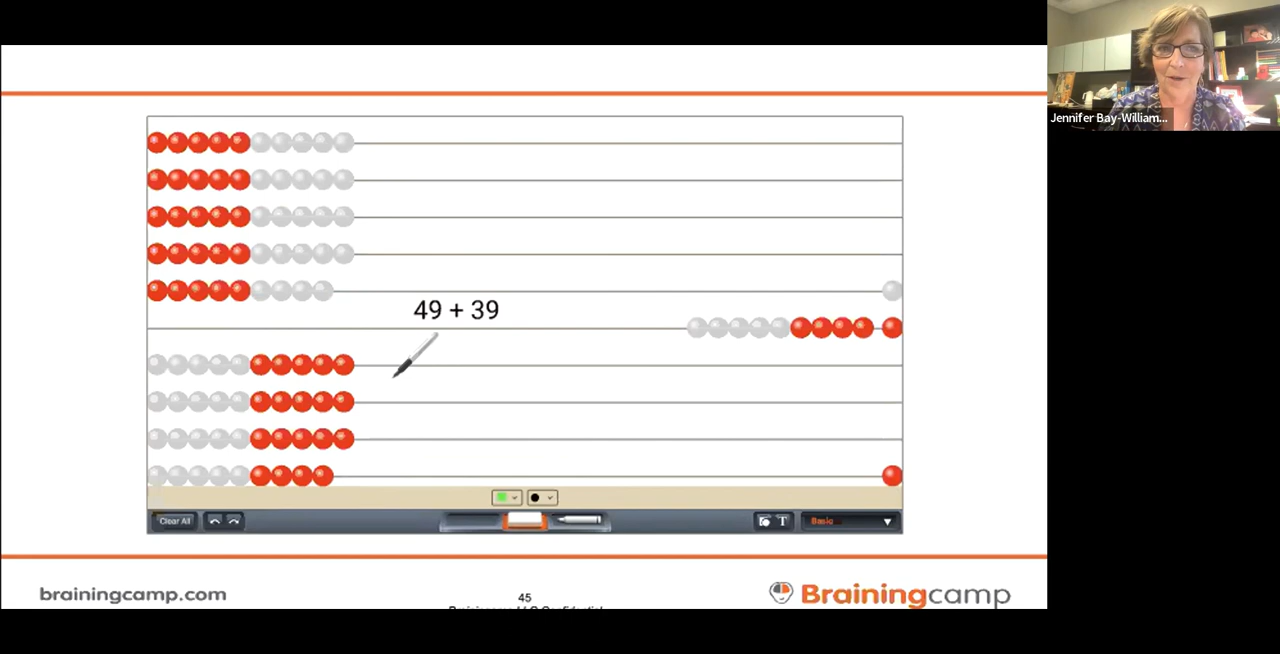 Jennifer Bay-William...
49 + 39
Clear All
T
Basic
brainingcamp.com
45
Brainingcamp